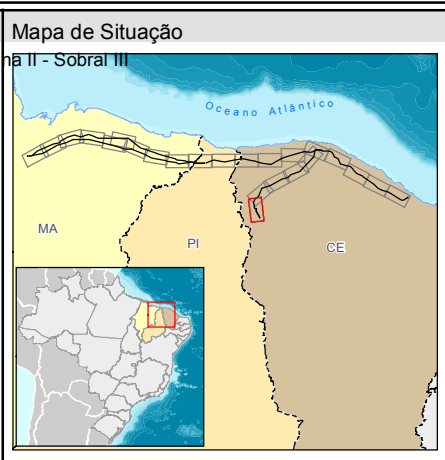 Mapa de Situação
na II - Sobral III
Oceano Atlântico
MA
PI
CE